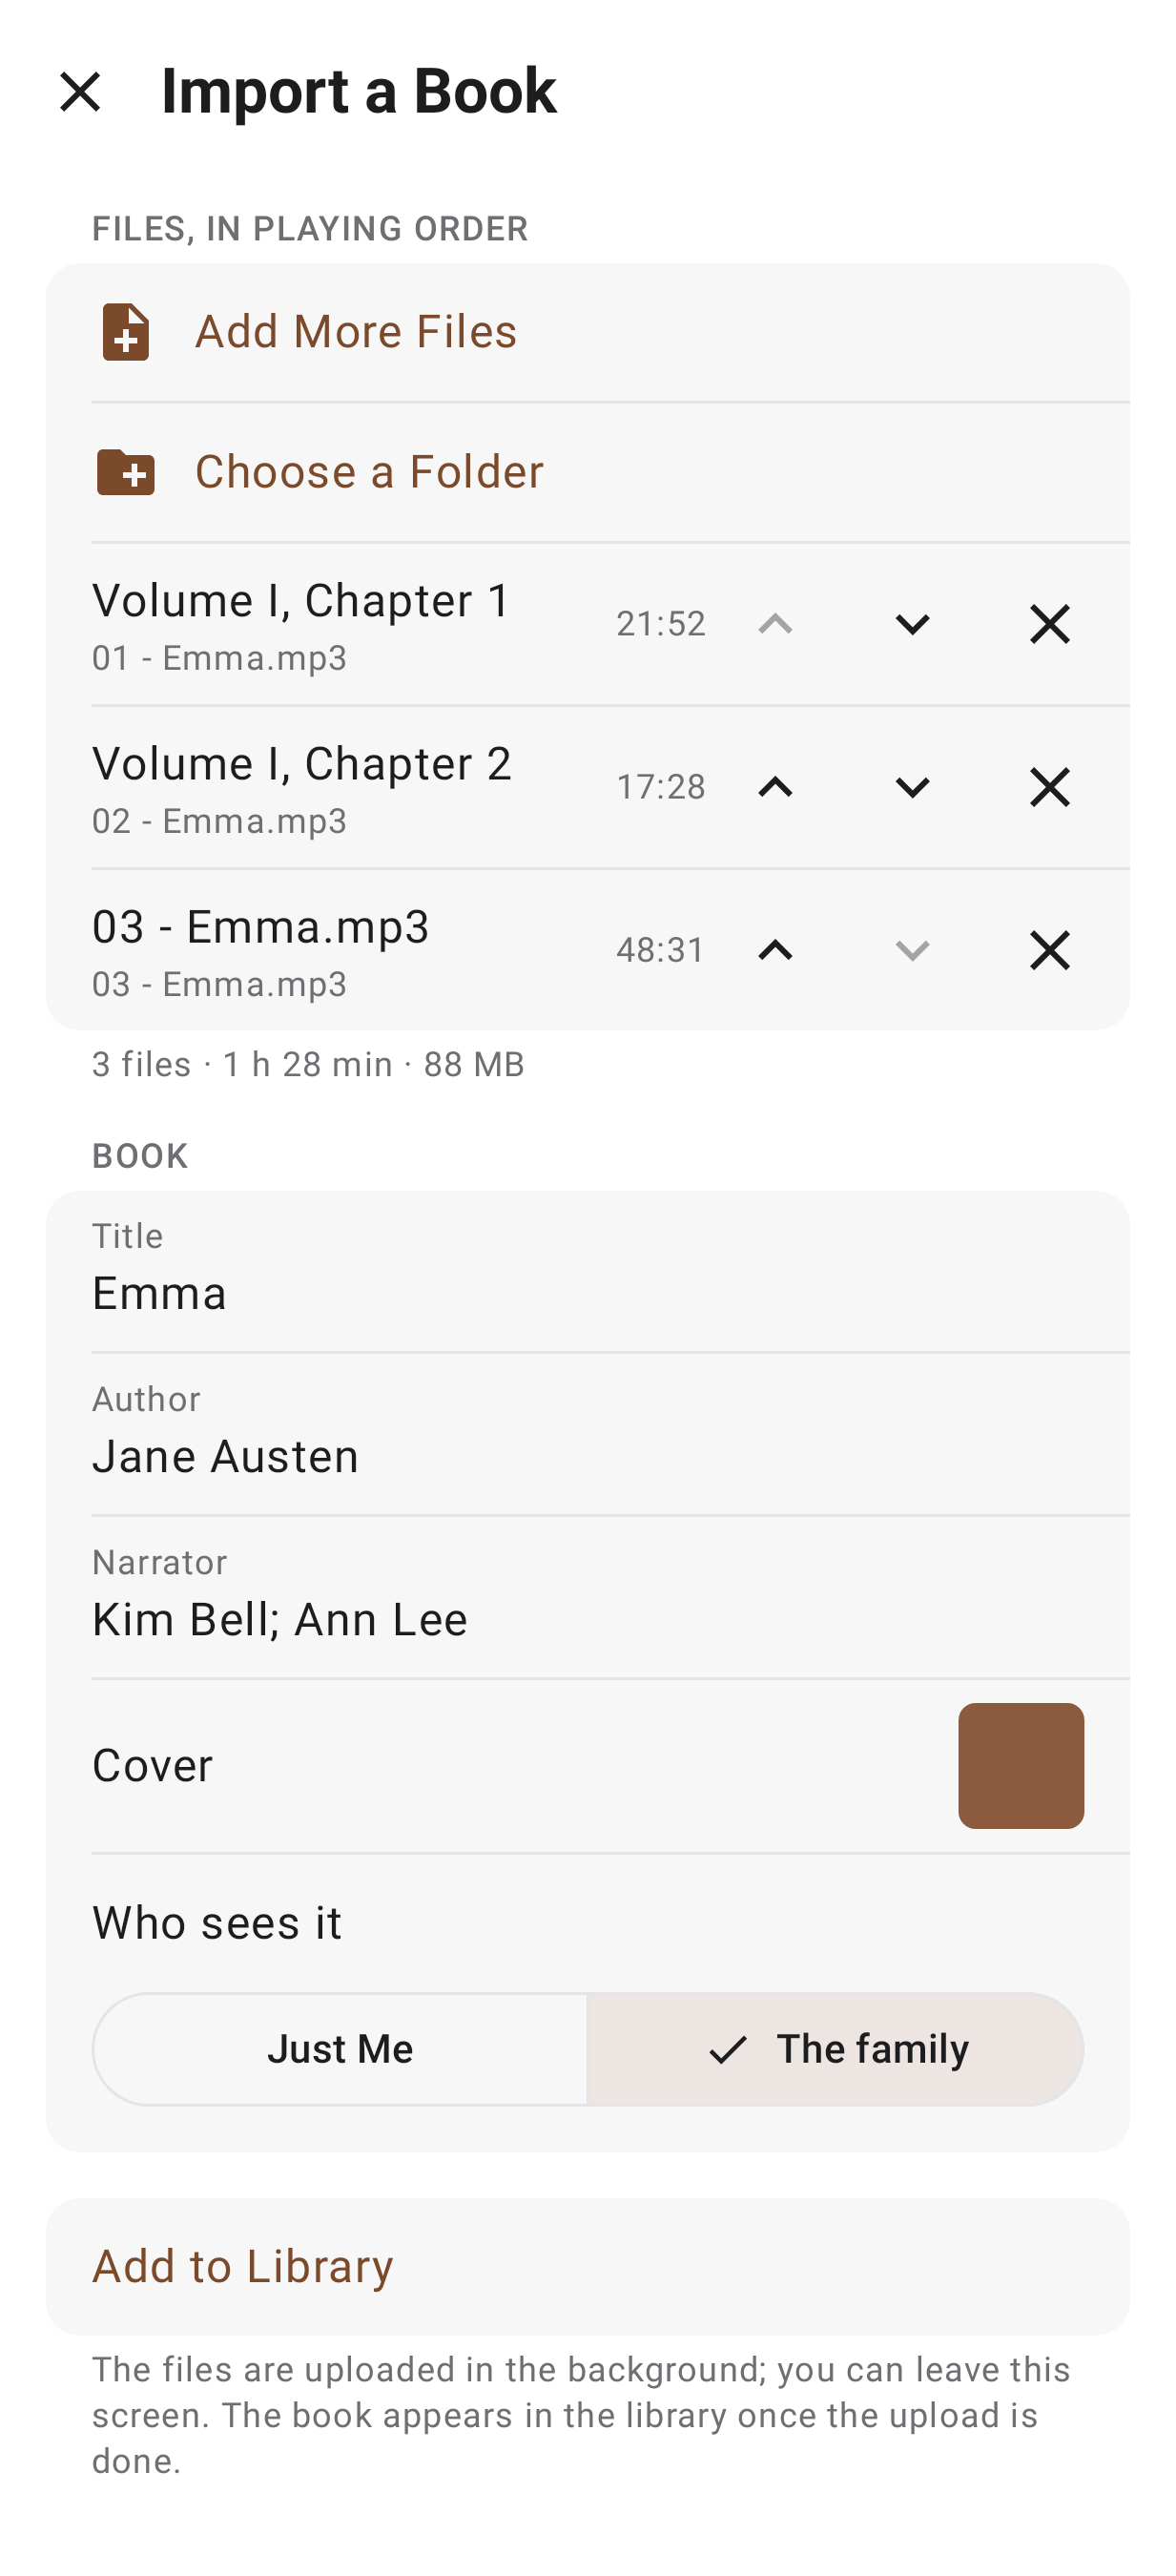 Import a Book
FILES, IN PLAYING ORDER
Add More Files
Choose a Folder
Volume I, Chapter 1
01 - Emma.mp3
21:52
Volume I, Chapter 2
02 - Emma.mp3
17:28
03 - Emma.mp3
03 - Emma.mp3
48:31
3 files · 1 h 28 min · 88 MB
BOOK
Title
Emma
Author
Jane Austen
Narrator
Kim Bell; Ann Lee
Cover
Who sees it
Just Me
The family
Add to Library
The files are uploaded in the background; you can leave this
screen. The book appears in the library once the upload is
done.